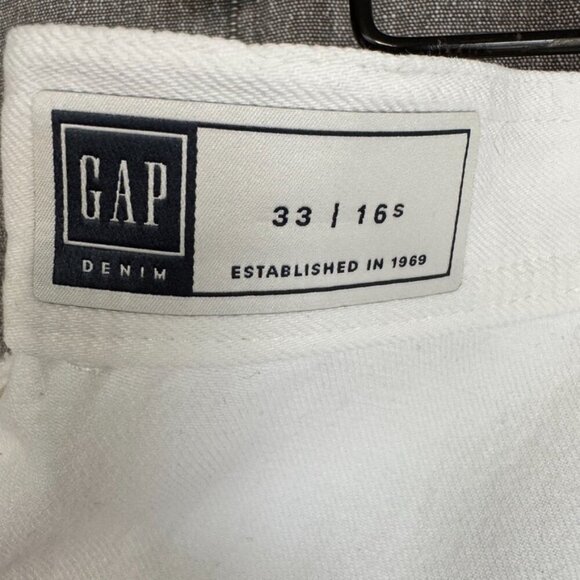 GAP
DENIM
33 | 16s
ESTABLISHED IN 1969